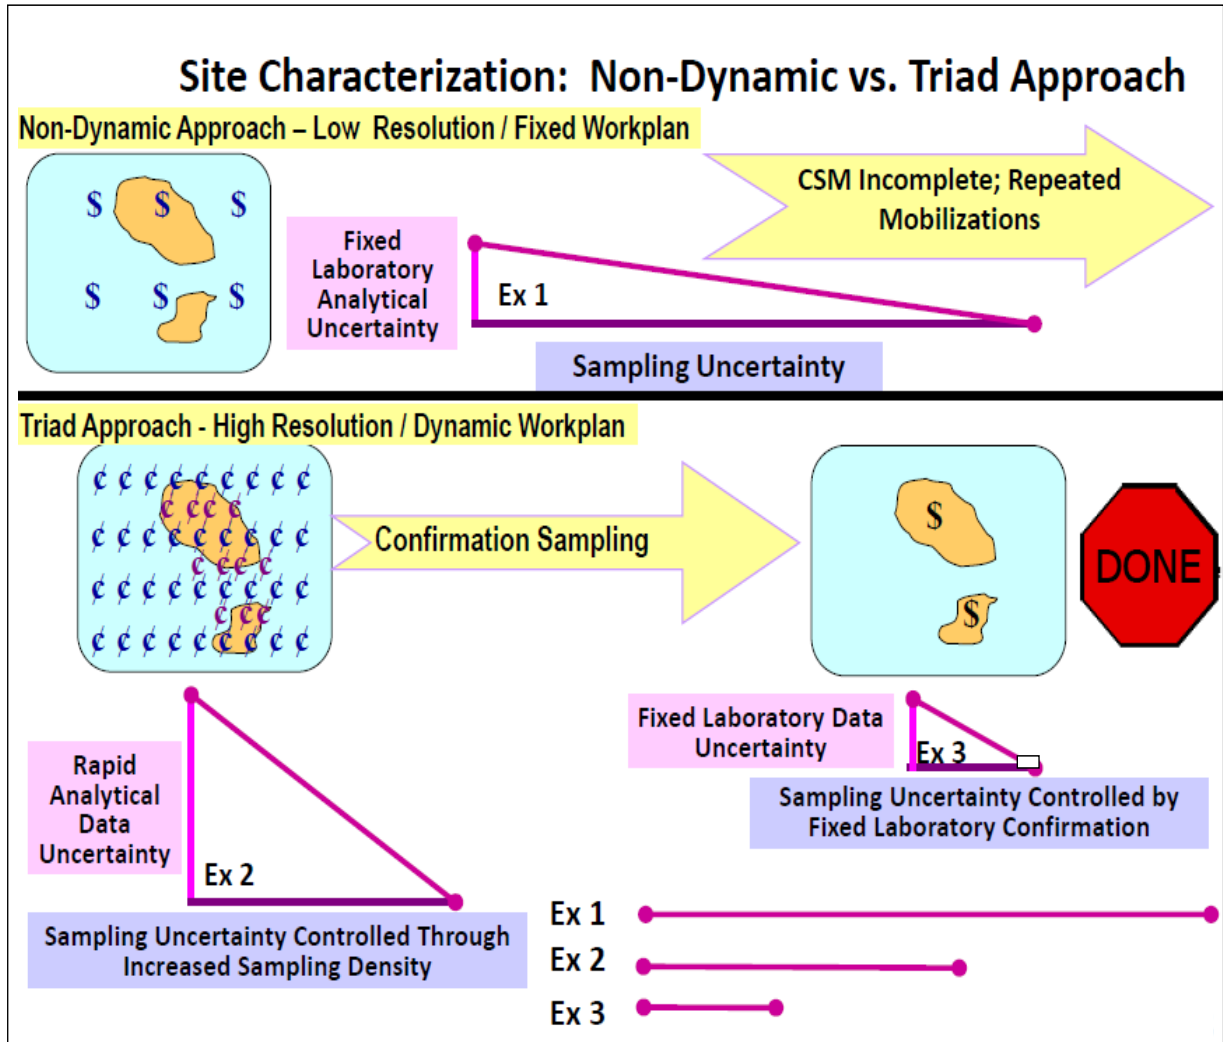 Site Characterization: Non-Dynamic vs. Triad Approach
Non-Dynamic Approach – Low Resolution / Fixed Workplan
$ $ $
$ $ $
Fixed
Laboratory
Analytical
Uncertainty
Ex 1
Sampling Uncertainty
CSM Incomplete; Repeated
Mobilizations
Triad Approach - High Resolution / Dynamic Workplan
¢ ¢ ¢ ¢ ¢ ¢ ¢ ¢ ¢
¢ ¢ ¢ ¢
¢ ¢ ¢ ¢ ¢ ¢ ¢ ¢ ¢
¢ ¢ ¢ ¢
¢ ¢ ¢ ¢ ¢ ¢ ¢ ¢ ¢
¢ ¢ ¢
¢ ¢ ¢ ¢ ¢ ¢ ¢ ¢ ¢
Confirmation Sampling
$
$
DONE
Rapid
Analytical
Data
Uncertainty
Ex 2
Sampling Uncertainty Controlled Through
Increased Sampling Density
Fixed Laboratory Data
Uncertainty
Ex 3
Sampling Uncertainty Controlled by
Fixed Laboratory Confirmation
Ex 1
Ex 2
Ex 3